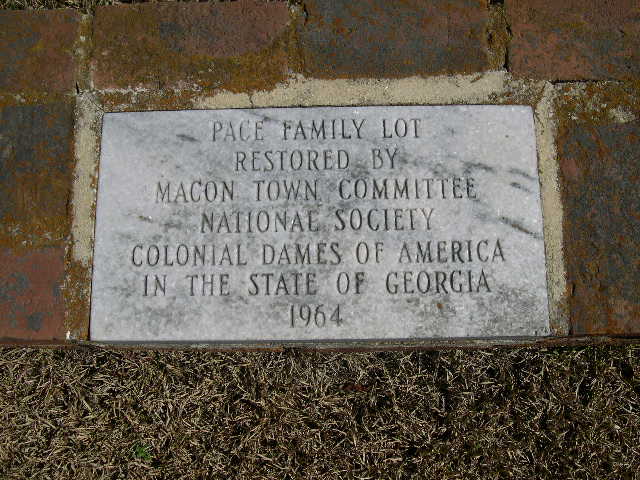 PACE FAMILY LOT
RESTORED BY
MACON TOWN COMMITTEE
NATIONAL SOCIETY
COLONIAL DAMES OF AMERICA
IN THE STATE OF GEORGIA
1964